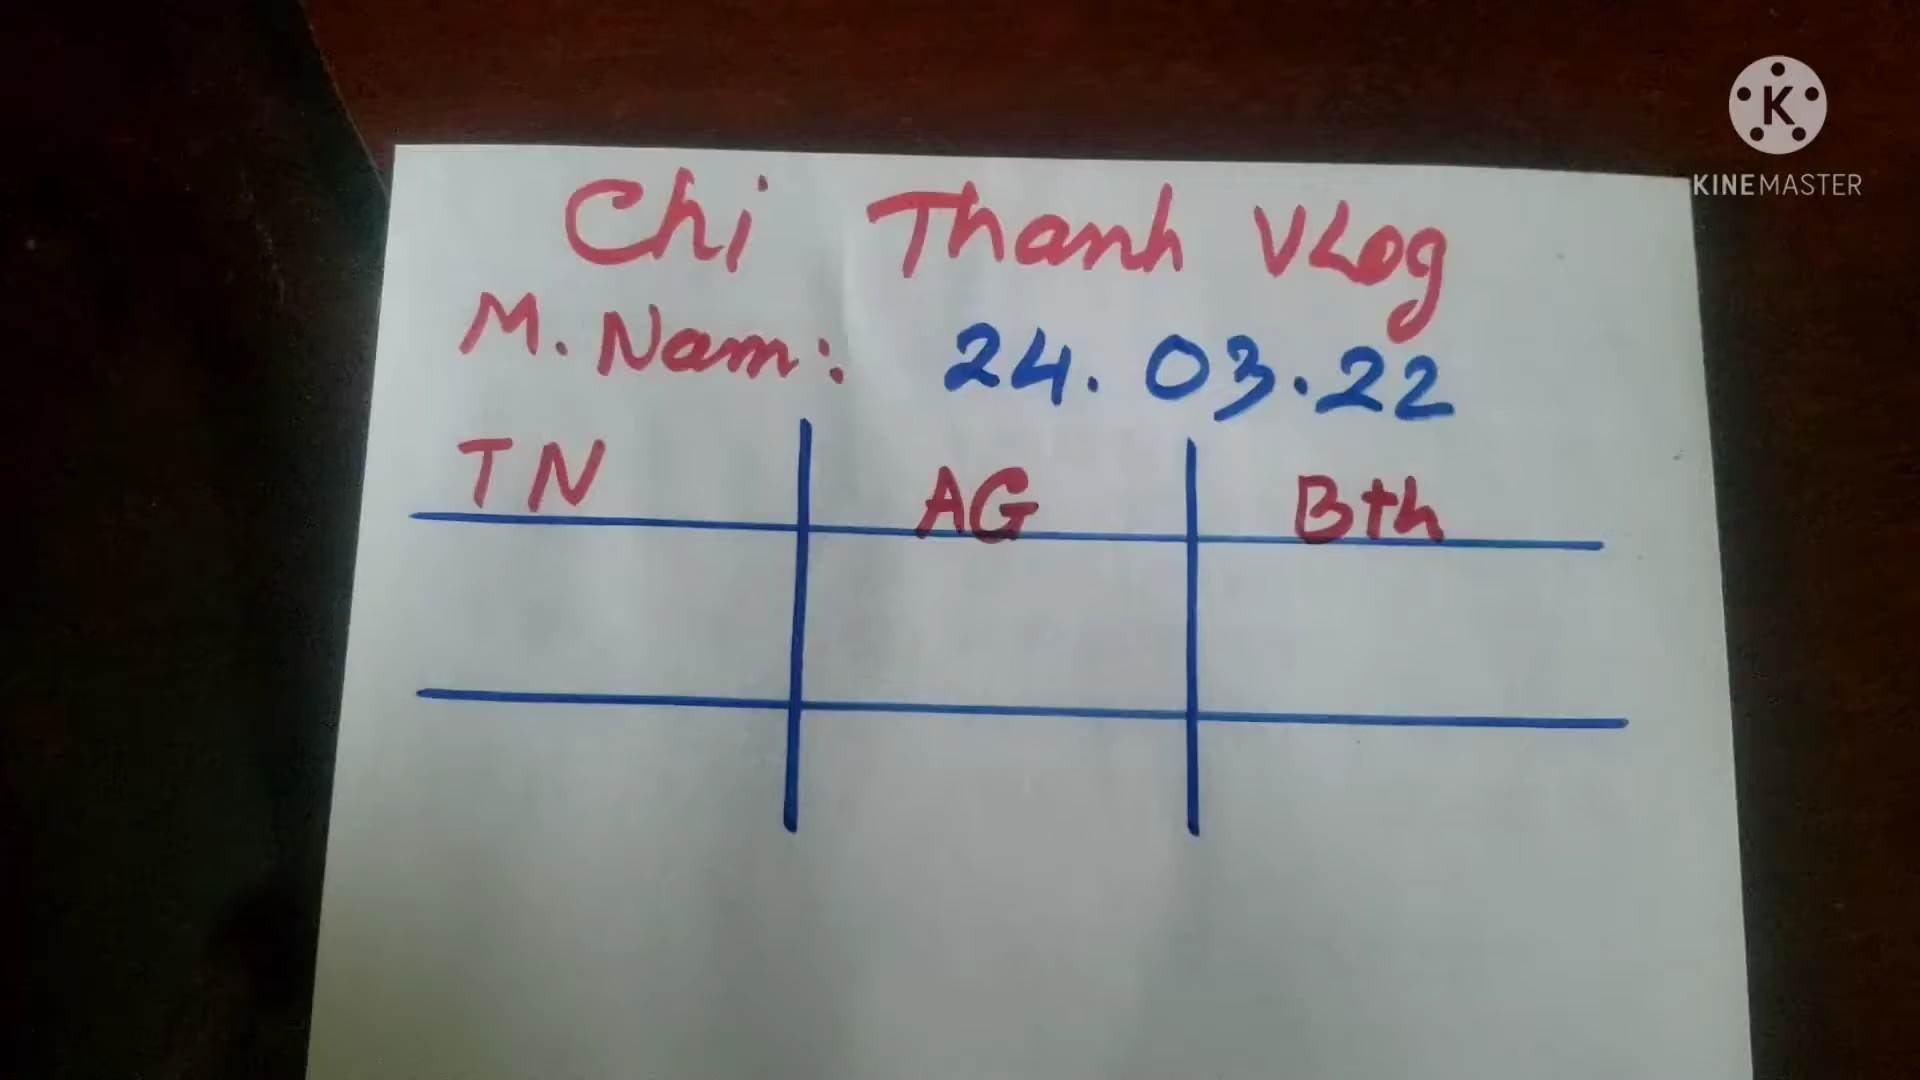 Chi Thanh VLog
KINEMASTER
M. Nam: 24. 03. 22
TN AG Bth